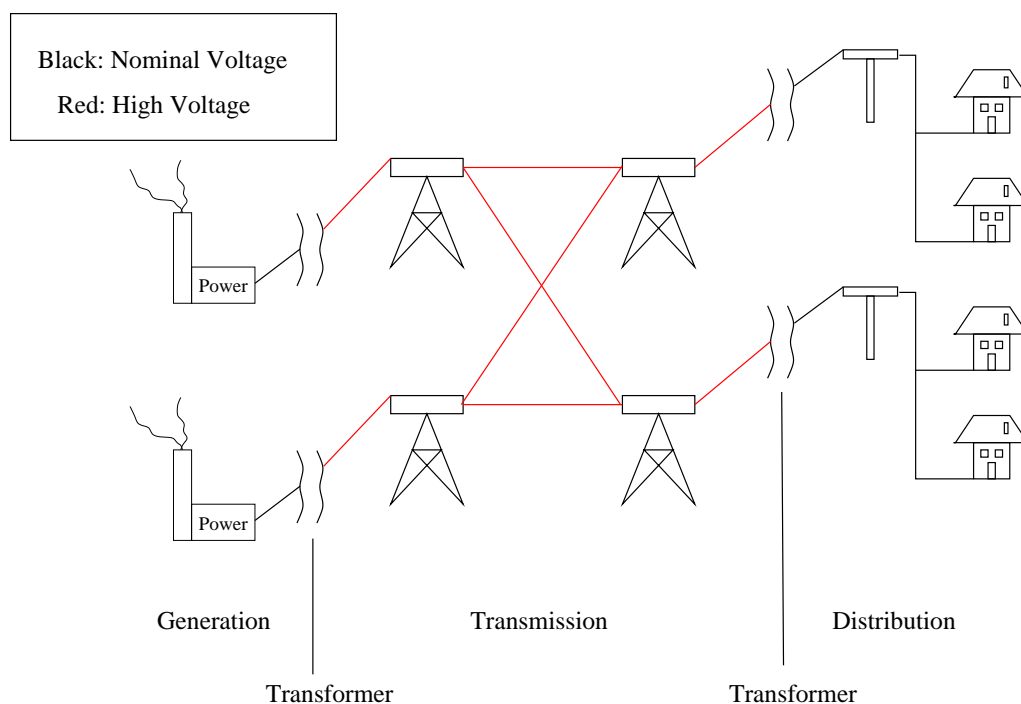 Black: Nominal Voltage
Red: High Voltage
Power
Power
Generation
Transmission
Distribution
Transformer
Transformer